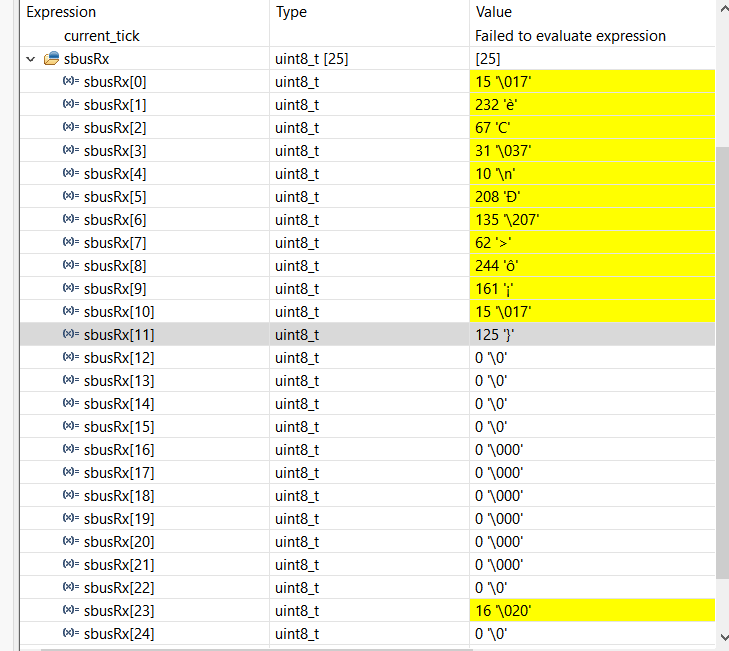 Expression Type Value
current_tick Failed to evaluate expression
sbusRx uint8_t [25] [25]
(x)= sbusRx[0] uint8_t 15 '\017'
(x)= sbusRx[1] uint8_t 232 'è'
(x)= sbusRx[2] uint8_t 67 'C'
(x)= sbusRx[3] uint8_t 31 '\037'
(x)= sbusRx[4] uint8_t 10 '\n'
(x)= sbusRx[5] uint8_t 208 'Ð'
(x)= sbusRx[6] uint8_t 135 '\207'
(x)= sbusRx[7] uint8_t 62 '>'
(x)= sbusRx[8] uint8_t 244 'ô'
(x)= sbusRx[9] uint8_t 161 '¡'
(x)= sbusRx[10] uint8_t 15 '\017'
(x)= sbusRx[11] uint8_t 125 '}'
(x)= sbusRx[12] uint8_t 0 '\0'
(x)= sbusRx[13] uint8_t 0 '\0'
(x)= sbusRx[14] uint8_t 0 '\0'
(x)= sbusRx[15] uint8_t 0 '\0'
(x)= sbusRx[16] uint8_t 0 '\000'
(x)= sbusRx[17] uint8_t 0 '\000'
(x)= sbusRx[18] uint8_t 0 '\000'
(x)= sbusRx[19] uint8_t 0 '\000'
(x)= sbusRx[20] uint8_t 0 '\000'
(x)= sbusRx[21] uint8_t 0 '\000'
(x)= sbusRx[22] uint8_t 0 '\0'
(x)= sbusRx[23] uint8_t 16 '\020'
(x)= sbusRx[24] uint8_t 0 '\0'